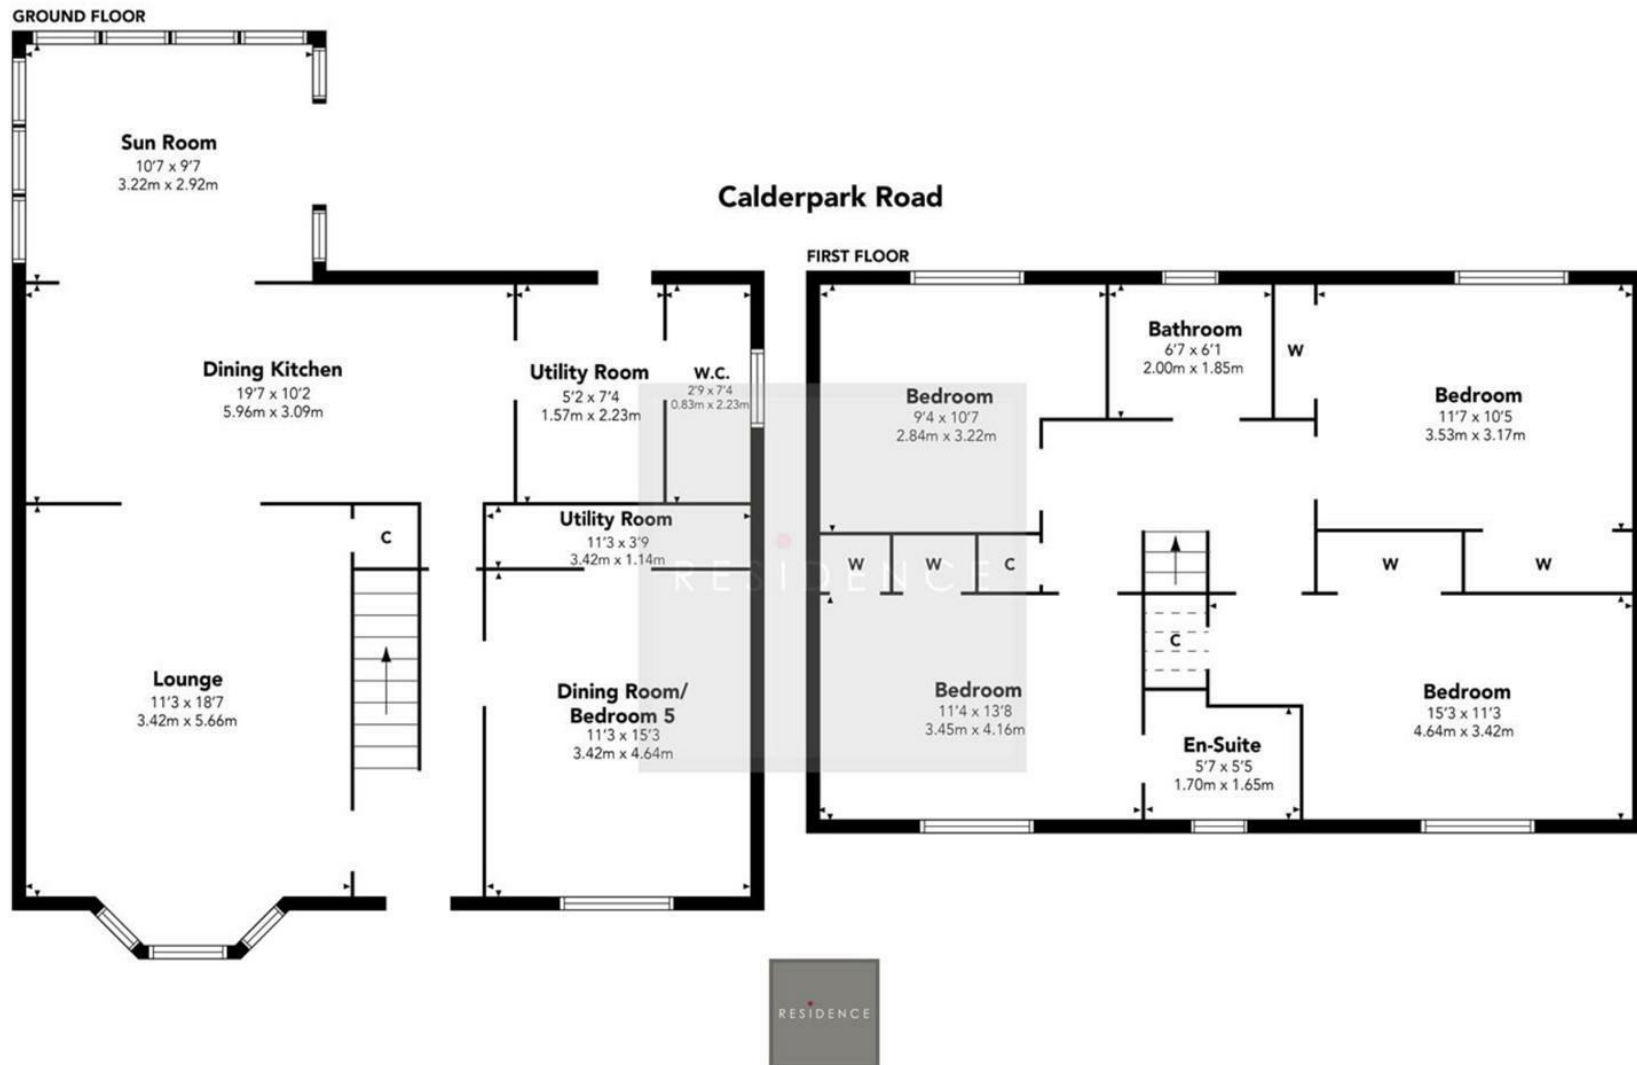 GROUND FLOOR
Sun Room
10'7 x 9'7
3.22m x 2.92m
Calderpark Road
Dining Kitchen
19'7 x 10'2
5.96m x 3.09m
Utility Room
5'2 x 7'4
1.57m x 2.23m
W.C.
2'9 x 7'4
0.83m x 2.23m
C
Utility Room
11'3 x 3'9
3.42m x 1.14m
Lounge
11'3 x 18'7
3.42m x 5.66m
Dining Room/
Bedroom 5
11'3 x 15'3
3.42m x 4.64m
FIRST FLOOR
Bedroom
9'4 x 10'7
2.84m x 3.22m
Bathroom
6'7 x 6'1
2.00m x 1.85m
W
Bedroom
11'7 x 10'5
3.53m x 3.17m
W
W
C
W
W
C
Bedroom
11'4 x 13'8
3.45m x 4.16m
En-Suite
5'7 x 5'5
1.70m x 1.65m
Bedroom
15'3 x 11'3
4.64m x 3.42m
RESIDENCE
RESIDENCE